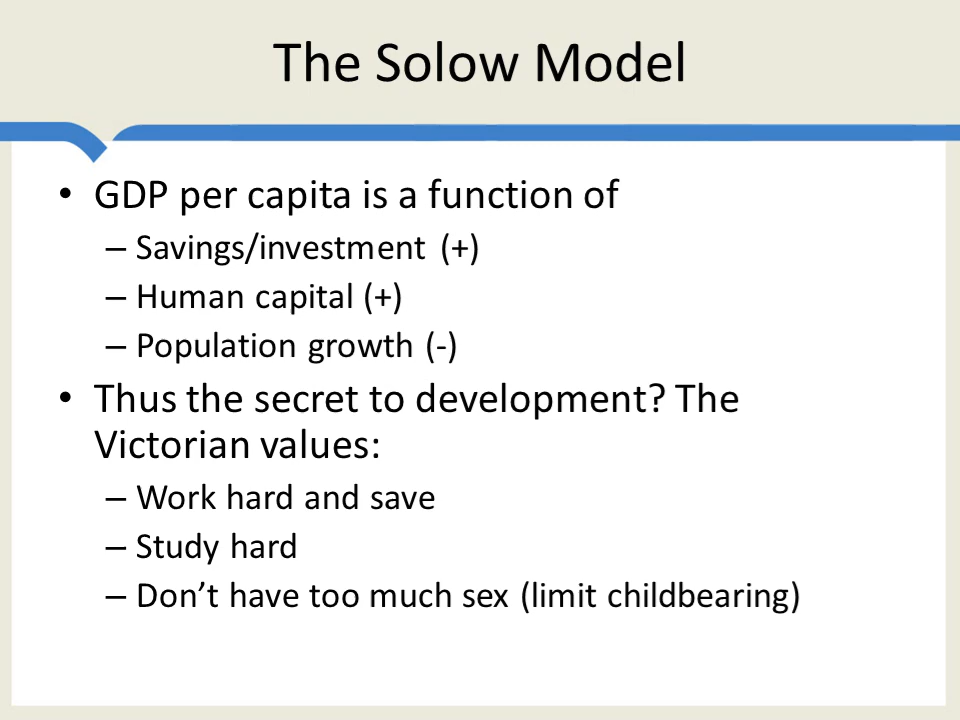 The Solow Model
• GDP per capita is a function of
– Savings/investment (+)
– Human capital (+)
– Population growth (-)
• Thus the secret to development? The
Victorian values:
– Work hard and save
– Study hard
– Don’t have too much sex (limit childbearing)